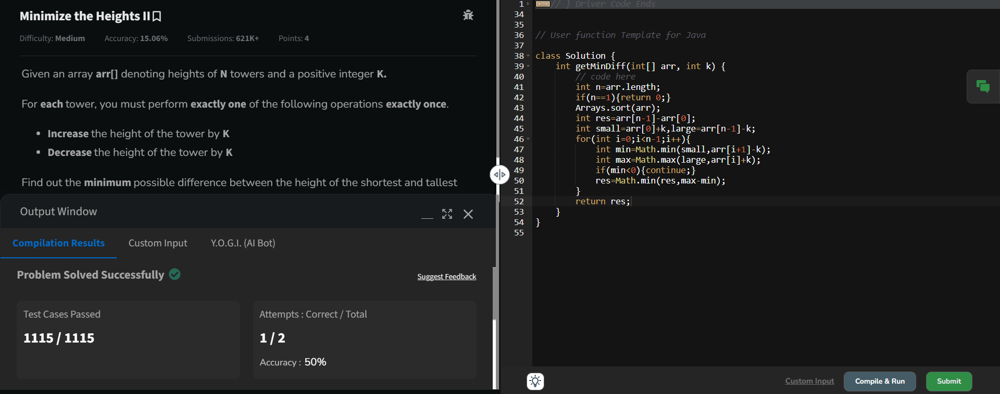 Minimize the Heights II
Difficulty: Medium Accuracy: 15.06% Submissions: 621K+ Points: 4
Given an array arr[] denoting heights of N towers and a positive integer K.
For each tower, you must perform exactly one of the following operations exactly once.
• Increase the height of the tower by K
• Decrease the height of the tower by K
Find out the minimum possible difference between the height of the shortest and tallest
Output Window
Compilation Results Custom Input Y.O.G.I. (AI Bot)
Problem Solved Successfully
Suggest Feedback
Test Cases Passed
1115 / 1115
Attempts : Correct / Total
1 / 2
Accuracy : 50%
1 // } Driver Code Ends
34
35
36 // User function Template for Java
37
38 class Solution {
39     int getMinDiff(int[] arr, int k) {
40         // code here
41         int n=arr.length;
42         if(n==1){return 0;}
43         Arrays.sort(arr);
44         int res=arr[n-1]-arr[0];
45         int small=arr[0]+k,large=arr[n-1]-k;
46         for(int i=0;i<n-1;i++){
47             int min=Math.min(small,arr[i+1]-k);
48             int max=Math.max(large,arr[i]+k);
49             if(min<0){continue;}
50             res=Math.min(res,max-min);
51         }
52         return res;
53     }
54 }
55
Custom Input
Compile & Run
Submit